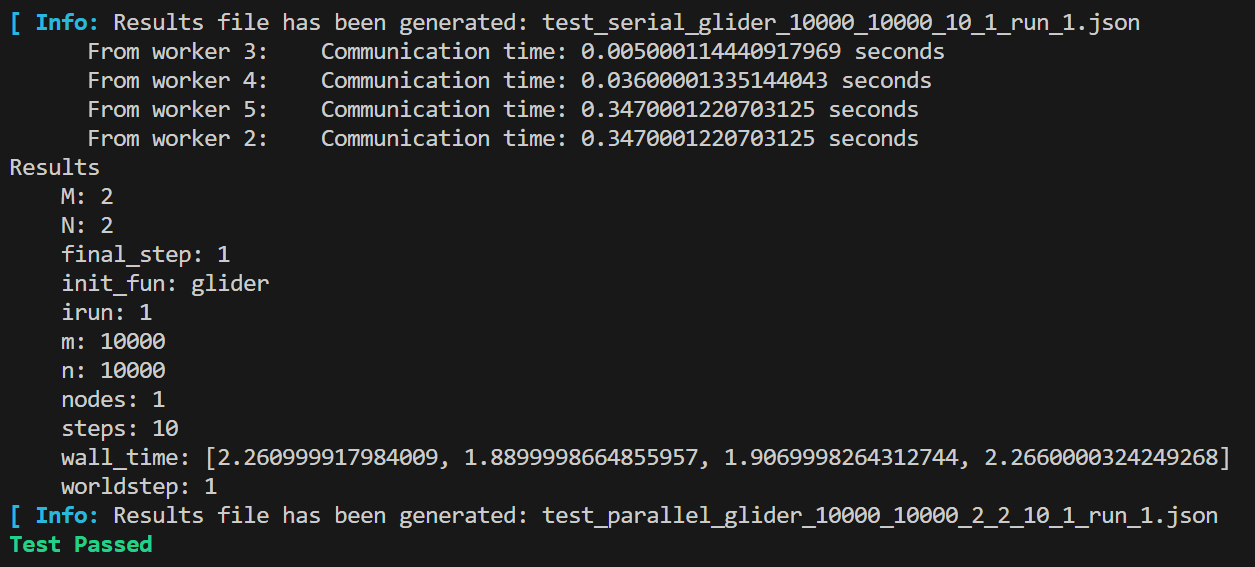 [ Info: Results file has been generated: test_serial_glider_10000_10000_10_1_run_1.json
From worker 3: Communication time: 0.005000114440917969 seconds
From worker 4: Communication time: 0.03600001335144043 seconds
From worker 5: Communication time: 0.3470001220703125 seconds
From worker 2: Communication time: 0.3470001220703125 seconds
Results
M: 2
N: 2
final_step: 1
init_fun: glider
irun: 1
m: 10000
n: 10000
nodes: 1
steps: 10
wall_time: [2.260999917984009, 1.8899998664855957, 1.9069998264312744, 2.2660000324249268]
worldstep: 1
[ Info: Results file has been generated: test_parallel_glider_10000_10000_2_2_10_1_run_1.json
Test Passed